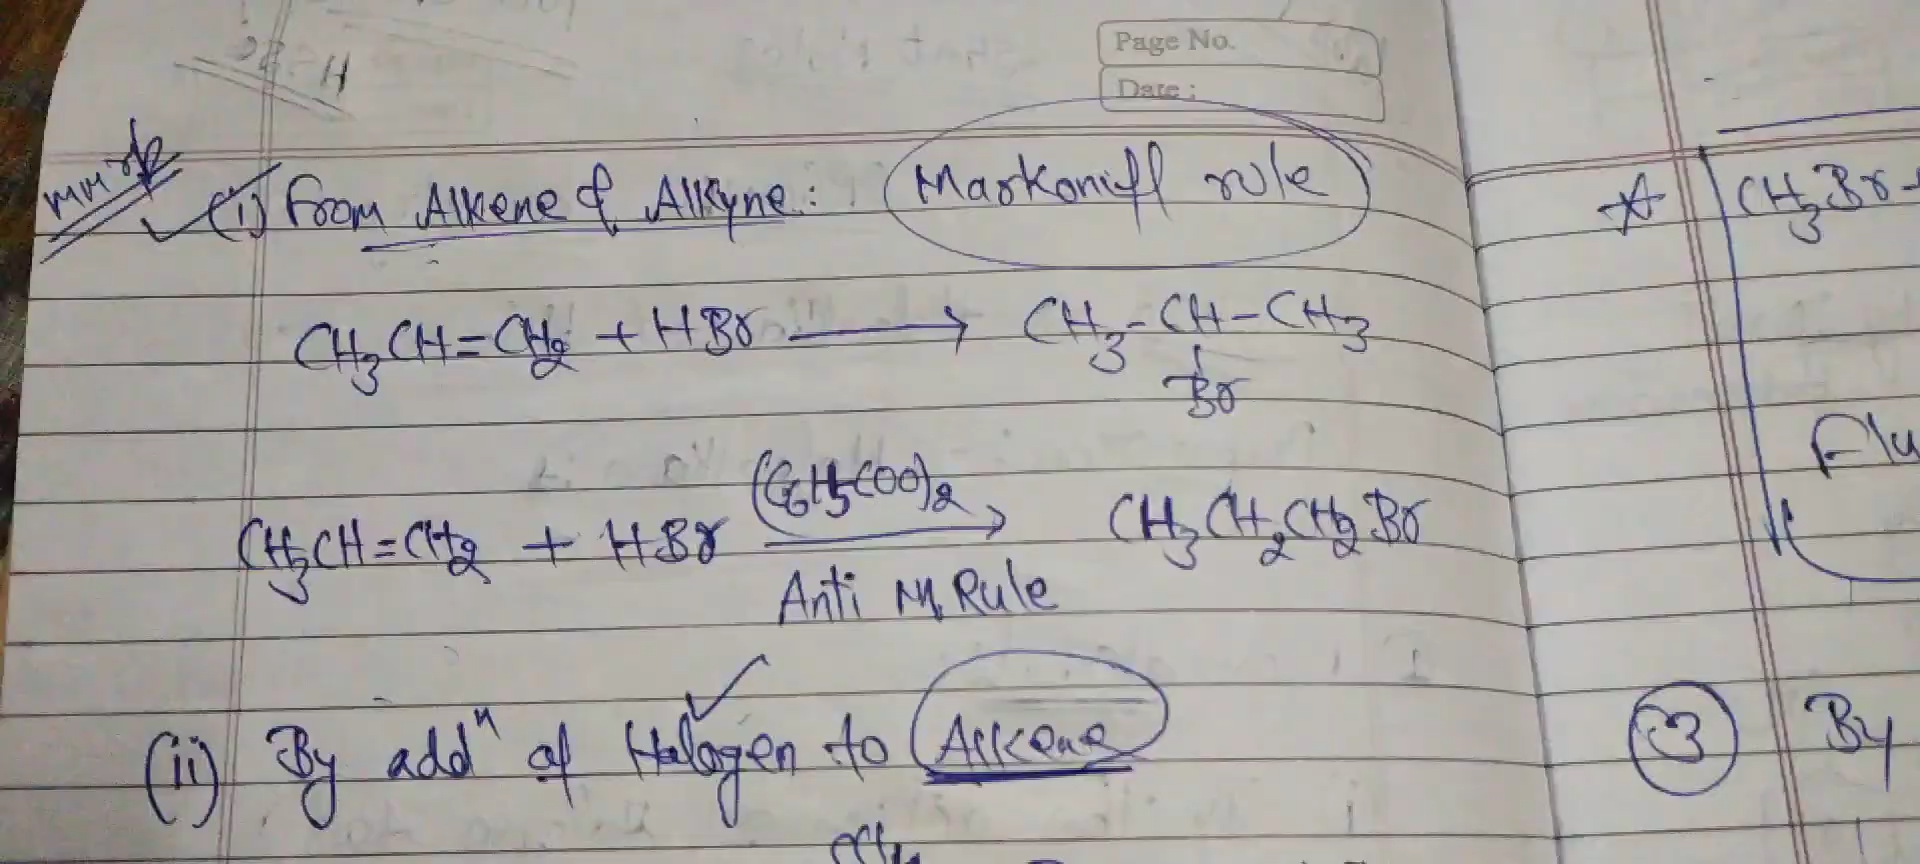 Page No.
Date :
(i) From Alkene & Alkyne: Markoniff rule
CH3CH=CH2 + HBr → CH3-CH-CH3
Br
(C6H5COO)2
CH3CH=CH2 + HBr → CH3CH2CH2Br
Anti M Rule
(ii) By addn of Halogen to Alkene
CH3Br
Flu
3 By